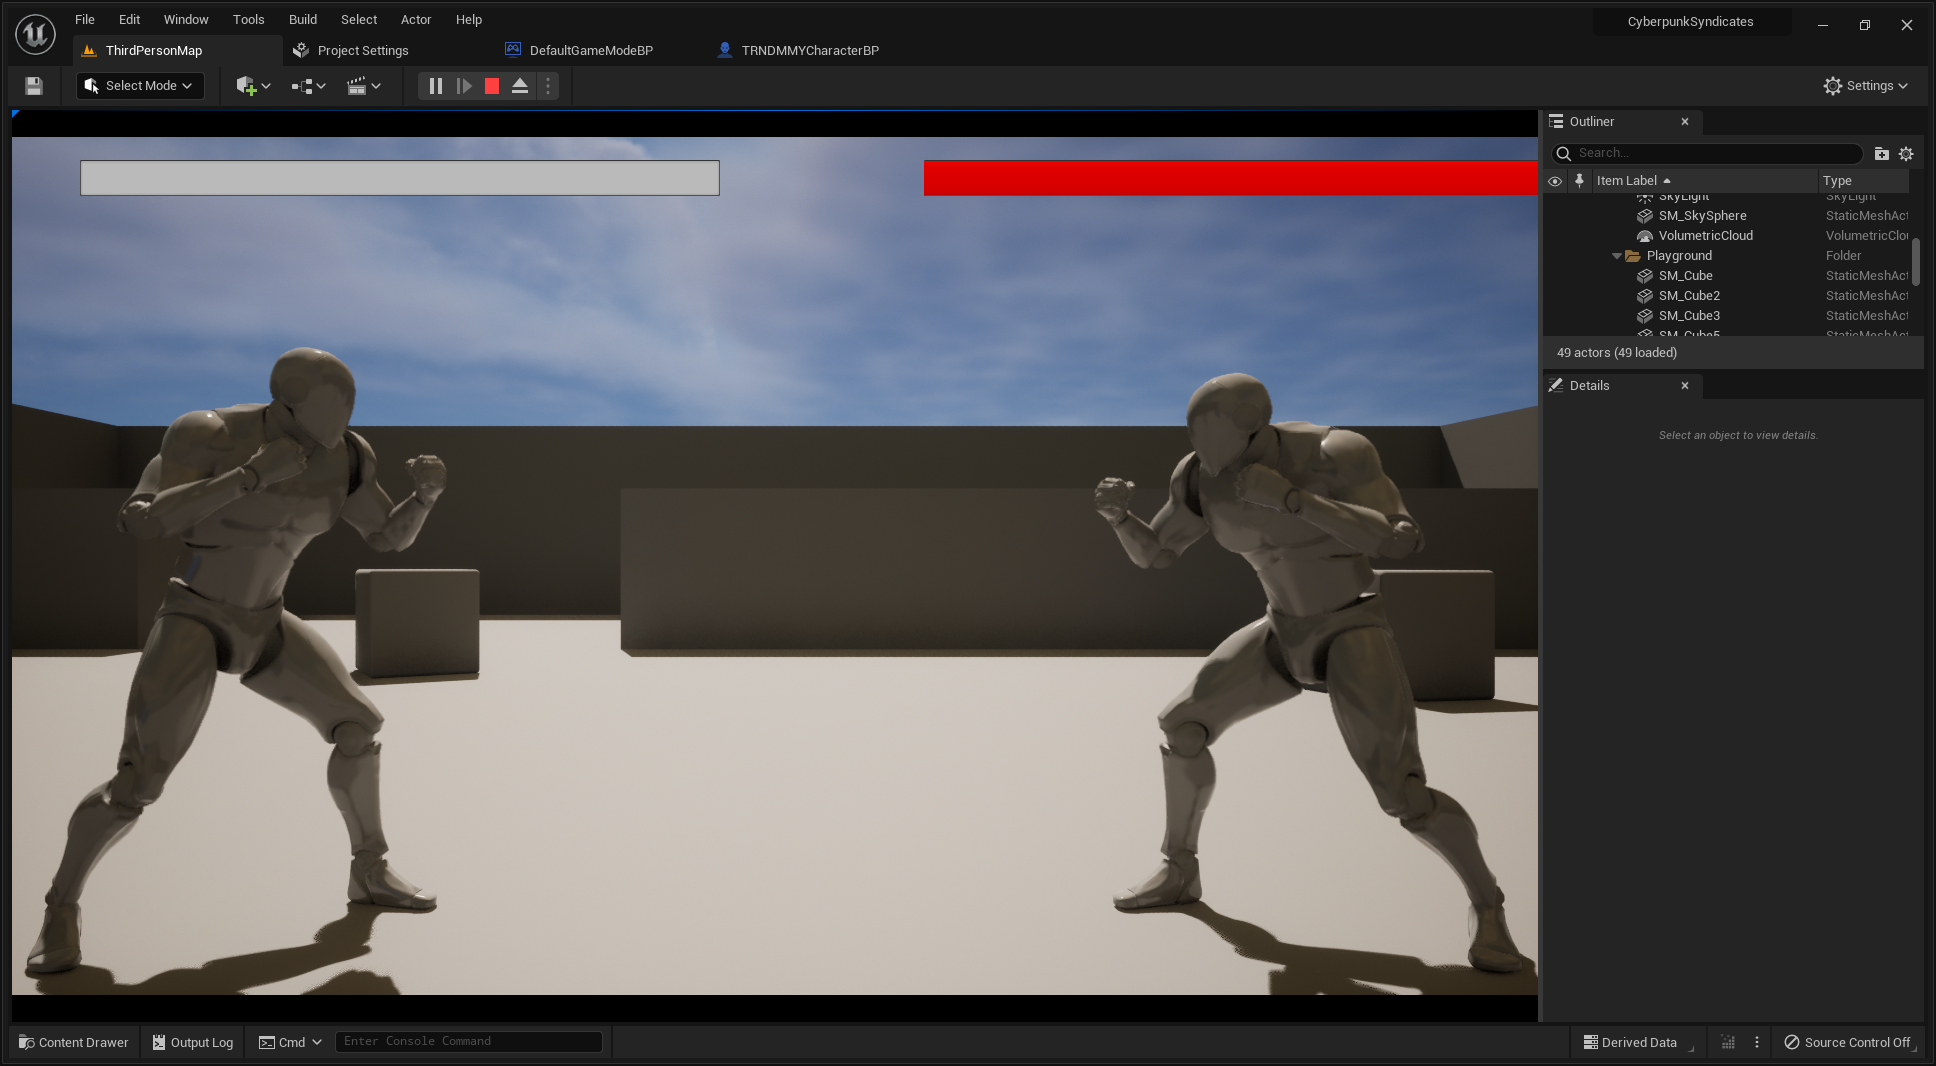 File Edit Window Tools Build Select Actor Help
CyberpunkSyndicates
ThirdPersonMap Project Settings DefaultGameModeBP TRNDMMYCharacterBP
Select Mode
Settings
Outliner
Search...
Item Label Type
SkyLight SkyLight
SM_SkySphere StaticMeshAct
VolumetricCloud VolumetricClou
Playground Folder
SM_Cube StaticMeshAct
SM_Cube2 StaticMeshAct
SM_Cube3 StaticMeshAct
SM_Cube5 StaticMeshAct
49 actors (49 loaded)
Details
Select an object to view details.
Content Drawer Output Log Cmd Enter Console Command Derived Data Source Control Off